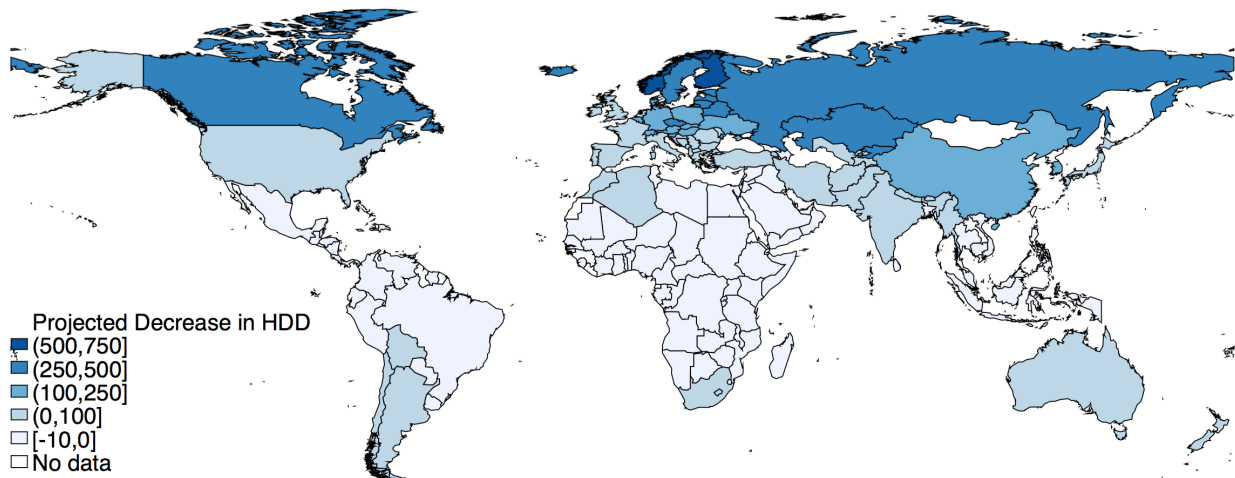 Projected Decrease in HDD
(500,750]
(250,500]
(100,250]
(0,100]
[-10,0]
No data